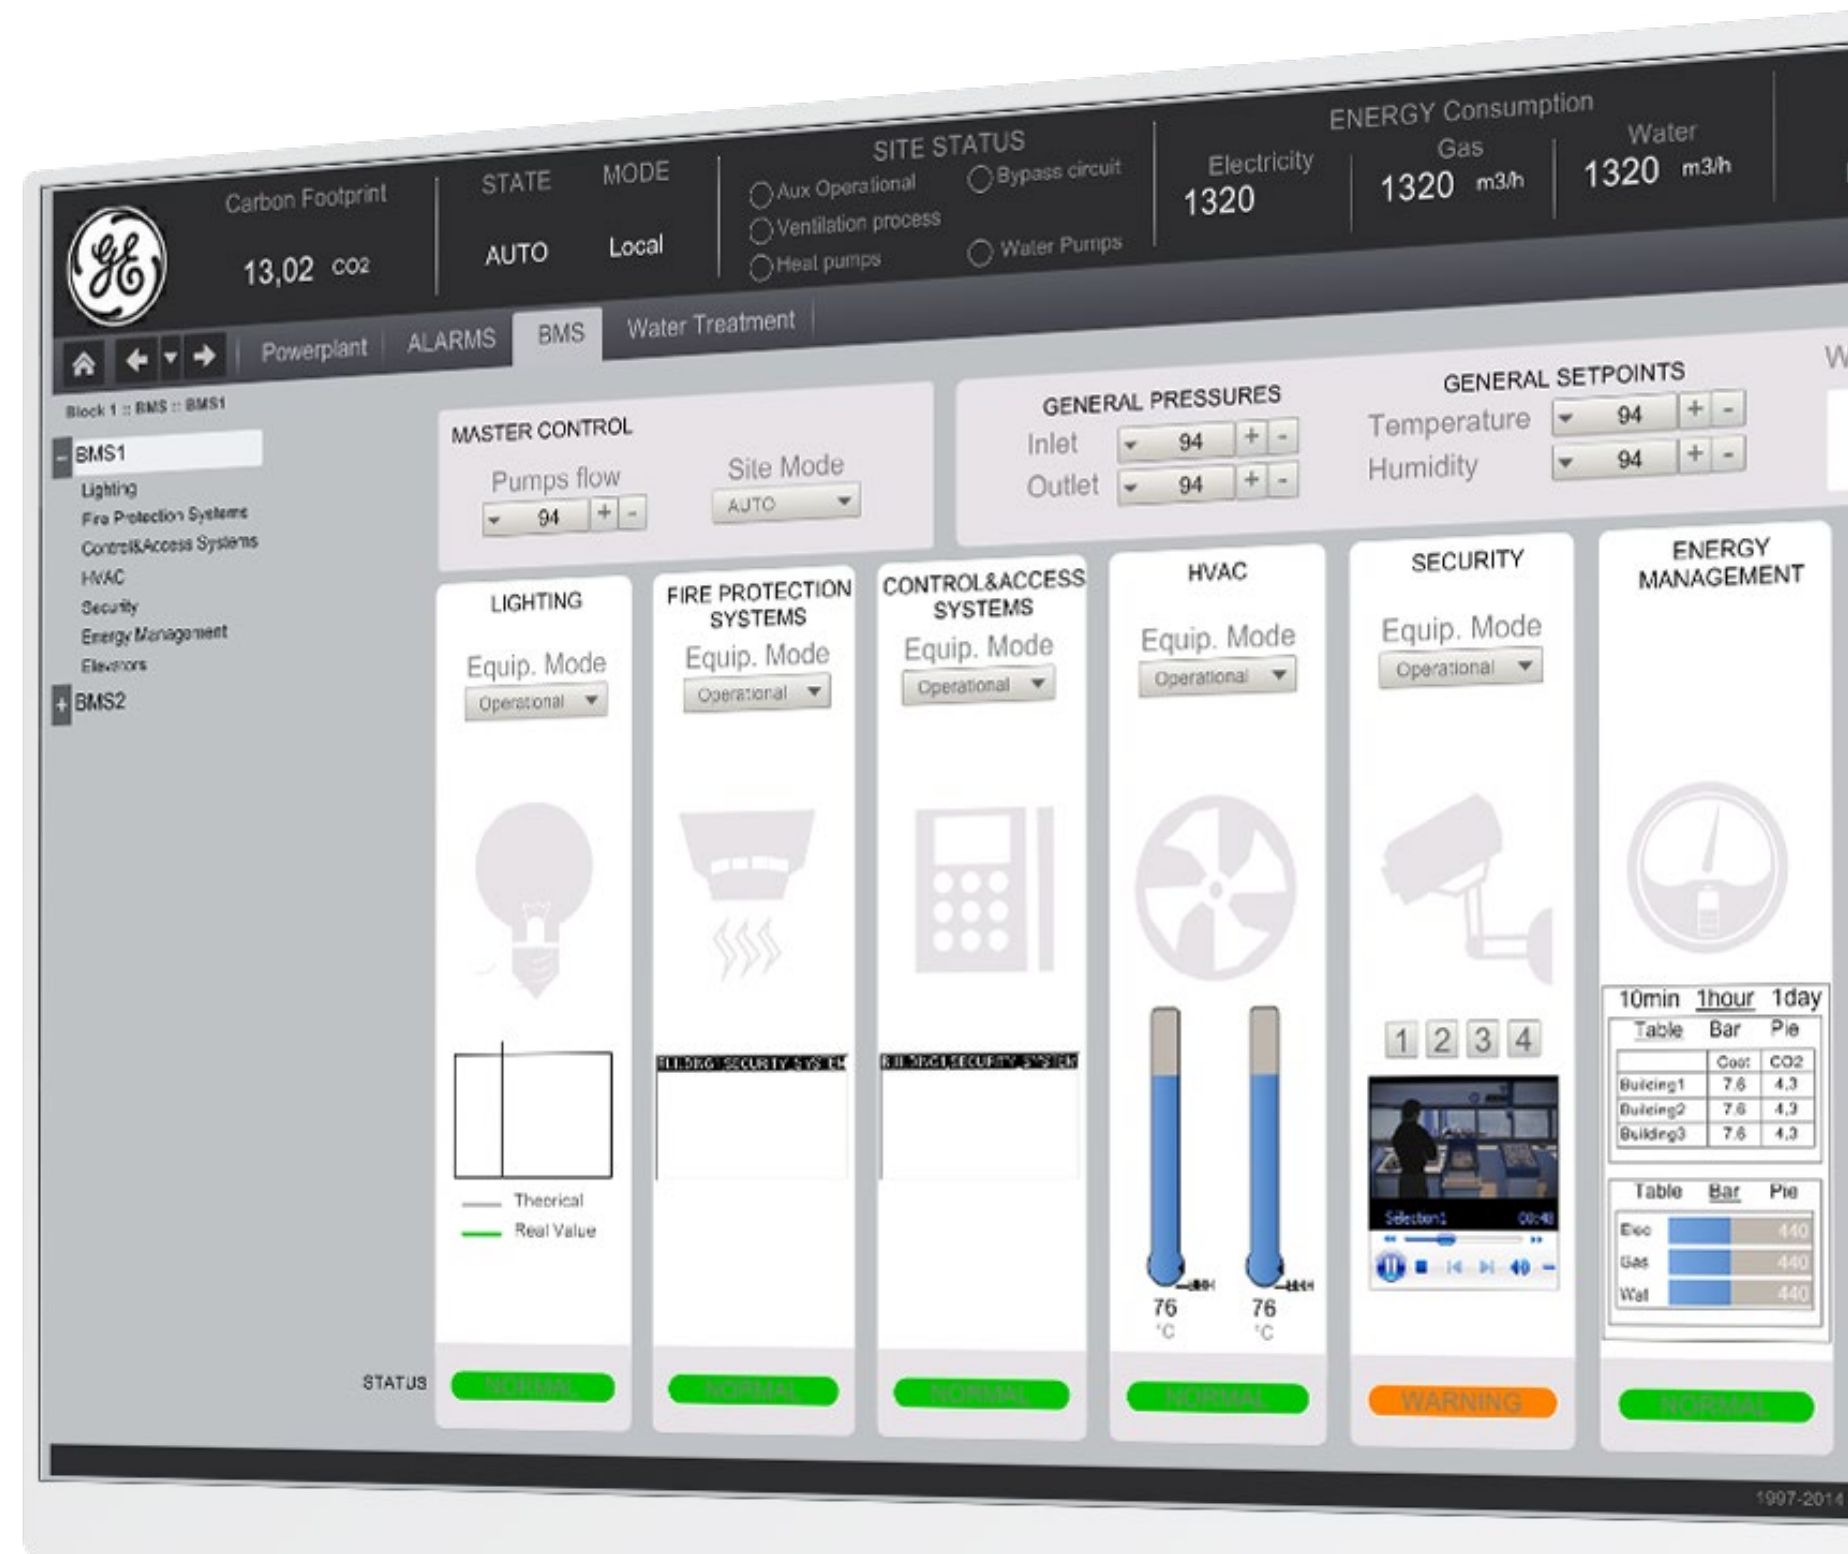 GE
Carbon Footprint
13,02 CO2
STATE
AUTO
MODE
Local
SITE STATUS
Aux Operational
Bypass circuit
Ventilation process
Heat pumps
Water Pumps
ENERGY Consumption
Electricity
1320
Gas
1320 m3/h
Water
1320 m3/h
Powerplant
ALARMS
BMS
Water Treatment
Block 1 :: BMS :: BMS1
- BMS1
Lighting
Fire Protection Systems
Control&Access Systems
HVAC
Security
Energy Management
Elevators
+ BMS2
MASTER CONTROL
Pumps flow
94 + -
Site Mode
AUTO
GENERAL PRESSURES
Inlet 94 + -
Outlet 94 + -
GENERAL SETPOINTS
Temperature 94 + -
Humidity 94 + -
LIGHTING
Equip. Mode
Operational
Theorical
Real Value
FIRE PROTECTION
SYSTEMS
Equip. Mode
Operational
CONTROL&ACCESS
SYSTEMS
Equip. Mode
Operational
HVAC
Equip. Mode
Operational
76
°C
76
°C
SECURITY
Equip. Mode
Operational
1 2 3 4
Selection1 00:48
ENERGY
MANAGEMENT
10min 1hour 1day
Table Bar Pie
Cost CO2
Building1 7.6 4,3
Building2 7.6 4,3
Building3 7.6 4,3
Table Bar Pie
Elec 440
Gas 440
Wat 440
STATUS
NORMAL
NORMAL
NORMAL
NORMAL
WARNING
NORMAL
1997-2014